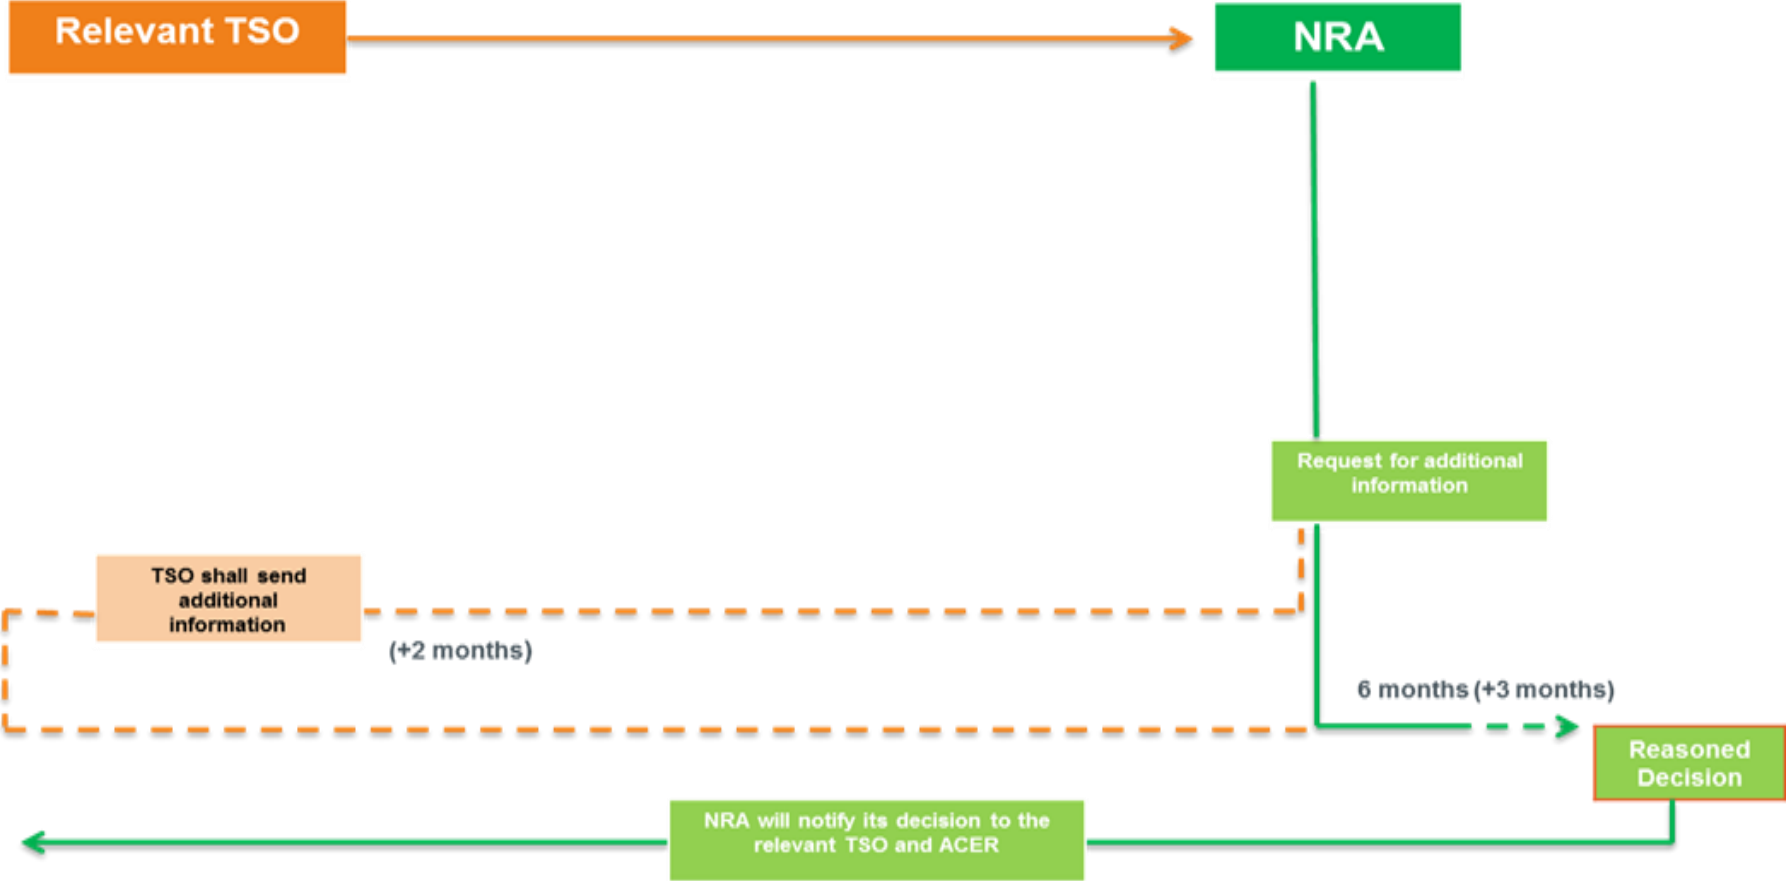 Relevant TSO
NRA
Request for additional
information
TSO shall send
additional
information
(+2 months)
6 months (+3 months)
Reasoned
Decision
NRA will notify its decision to the
relevant TSO and ACER